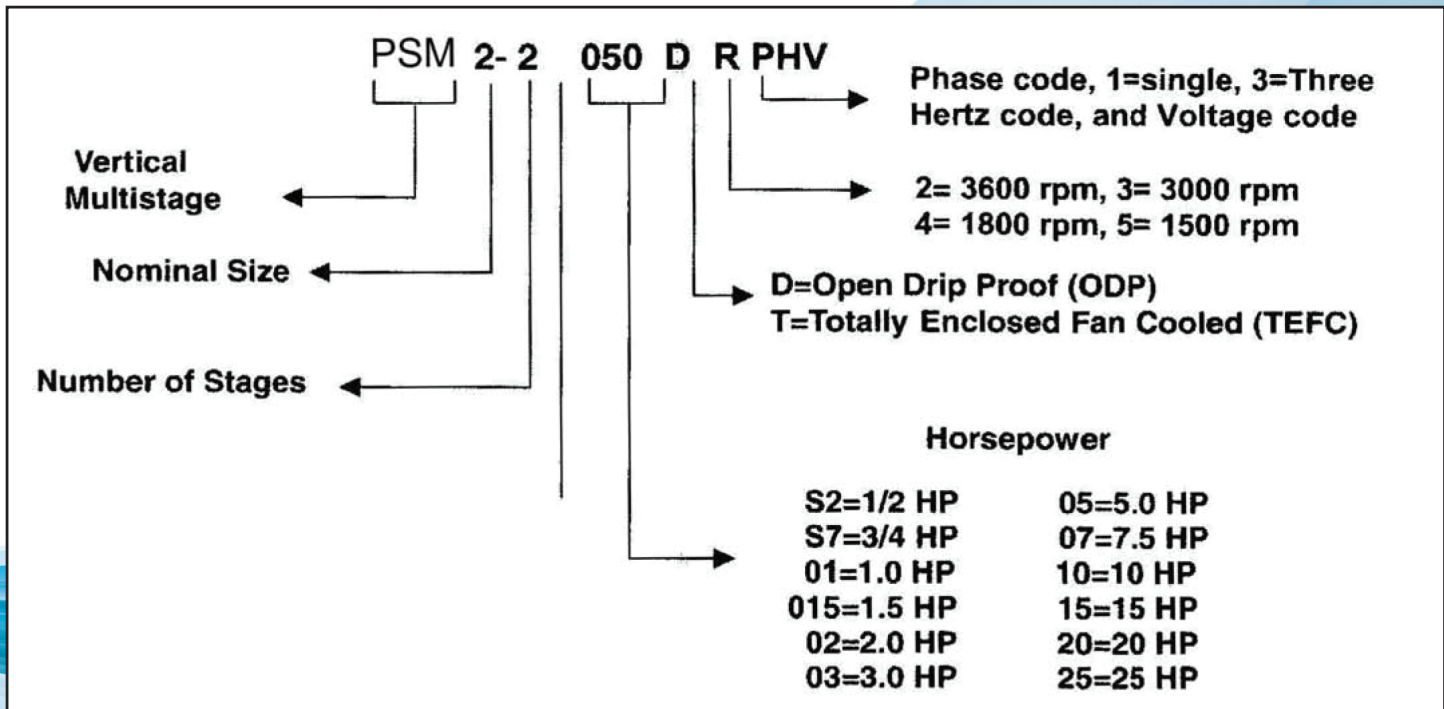 PSM 2- 2 050 D R PHV
Phase code, 1=single, 3=Three
Hertz code, and Voltage code
Vertical
Multistage
2= 3600 rpm, 3= 3000 rpm
4= 1800 rpm, 5= 1500 rpm
Nominal Size
D=Open Drip Proof (ODP)
T=Totally Enclosed Fan Cooled (TEFC)
Number of Stages
Horsepower
S2=1/2 HP 05=5.0 HP
S7=3/4 HP 07=7.5 HP
01=1.0 HP 10=10 HP
015=1.5 HP 15=15 HP
02=2.0 HP 20=20 HP
03=3.0 HP 25=25 HP